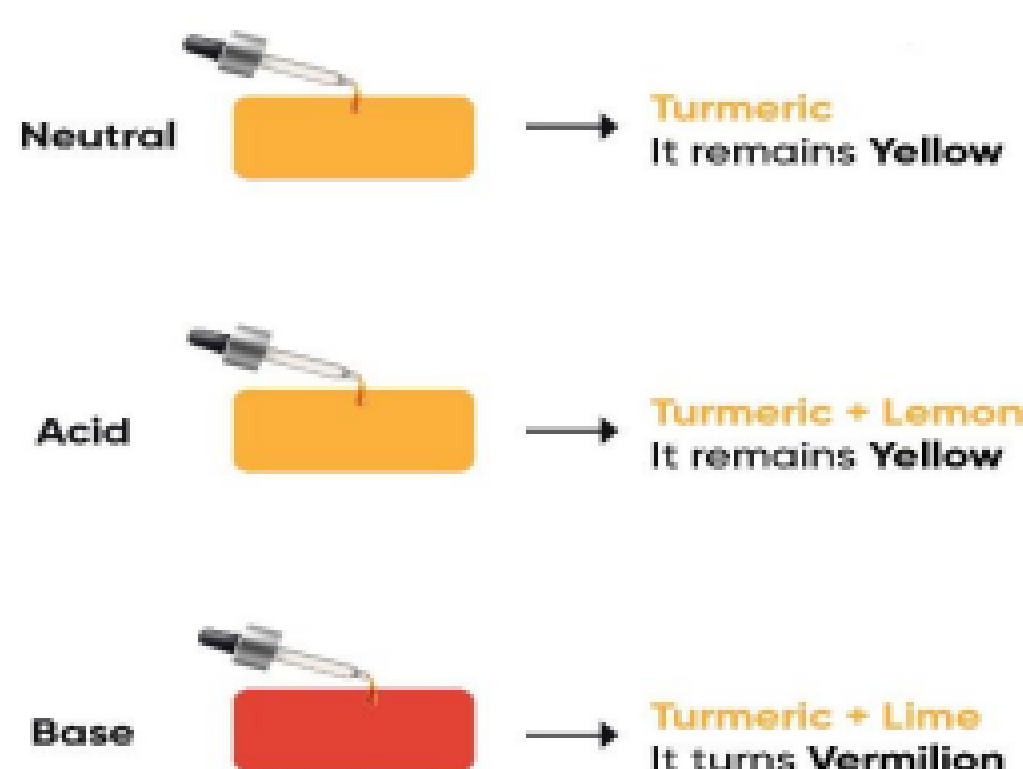 Neutral
Turmeric
It remains Yellow
Acid
Turmeric + Lemon
It remains Yellow
Base
Turmeric + Lime
It turns Vermilion